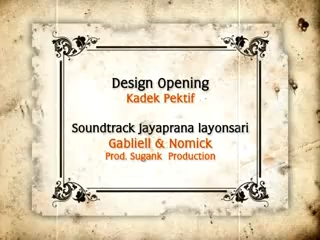 Design Opening
Kadek Pektif
Soundtrack Jayaprana layonsari
Gabliell & Nomick
Prod. Sugank Production